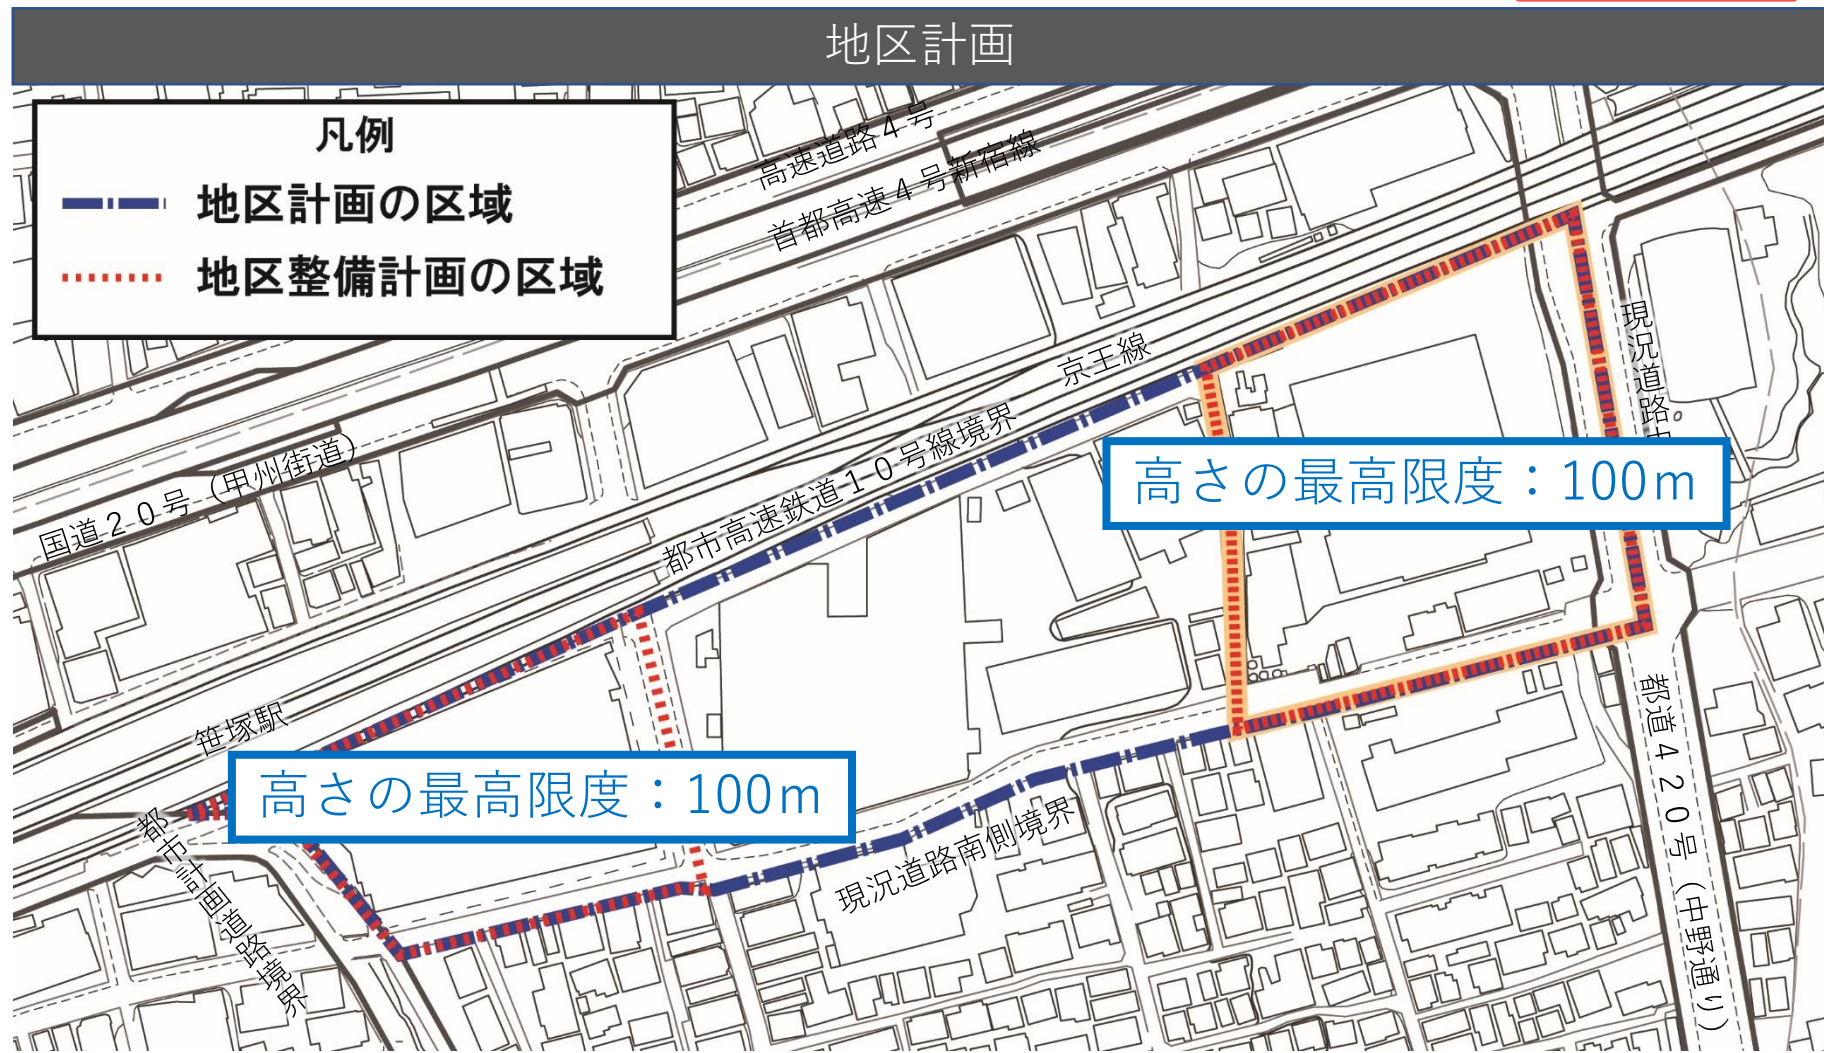 地区計画
凡例
地区計画の区域
地区整備計画の区域
高速道路4号
首都高速4号新宿線
国道20号（甲州街道）
京王線
都市高速鉄道10号線境界
現況道路
高さの最高限度：100m
笹塚駅
高さの最高限度：100m
都市計画道路境界
現況道路南側境界
都道420号（中野通り）